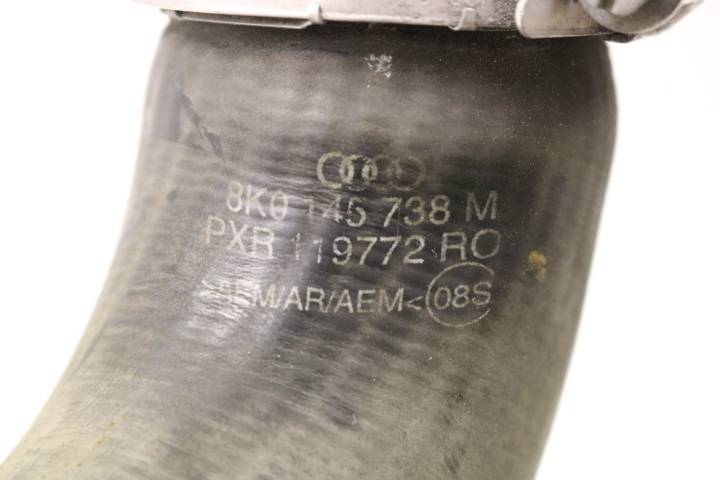 8K0 145 738 M
PXR 119772 RO
>AEM/AR/AEM< 08S